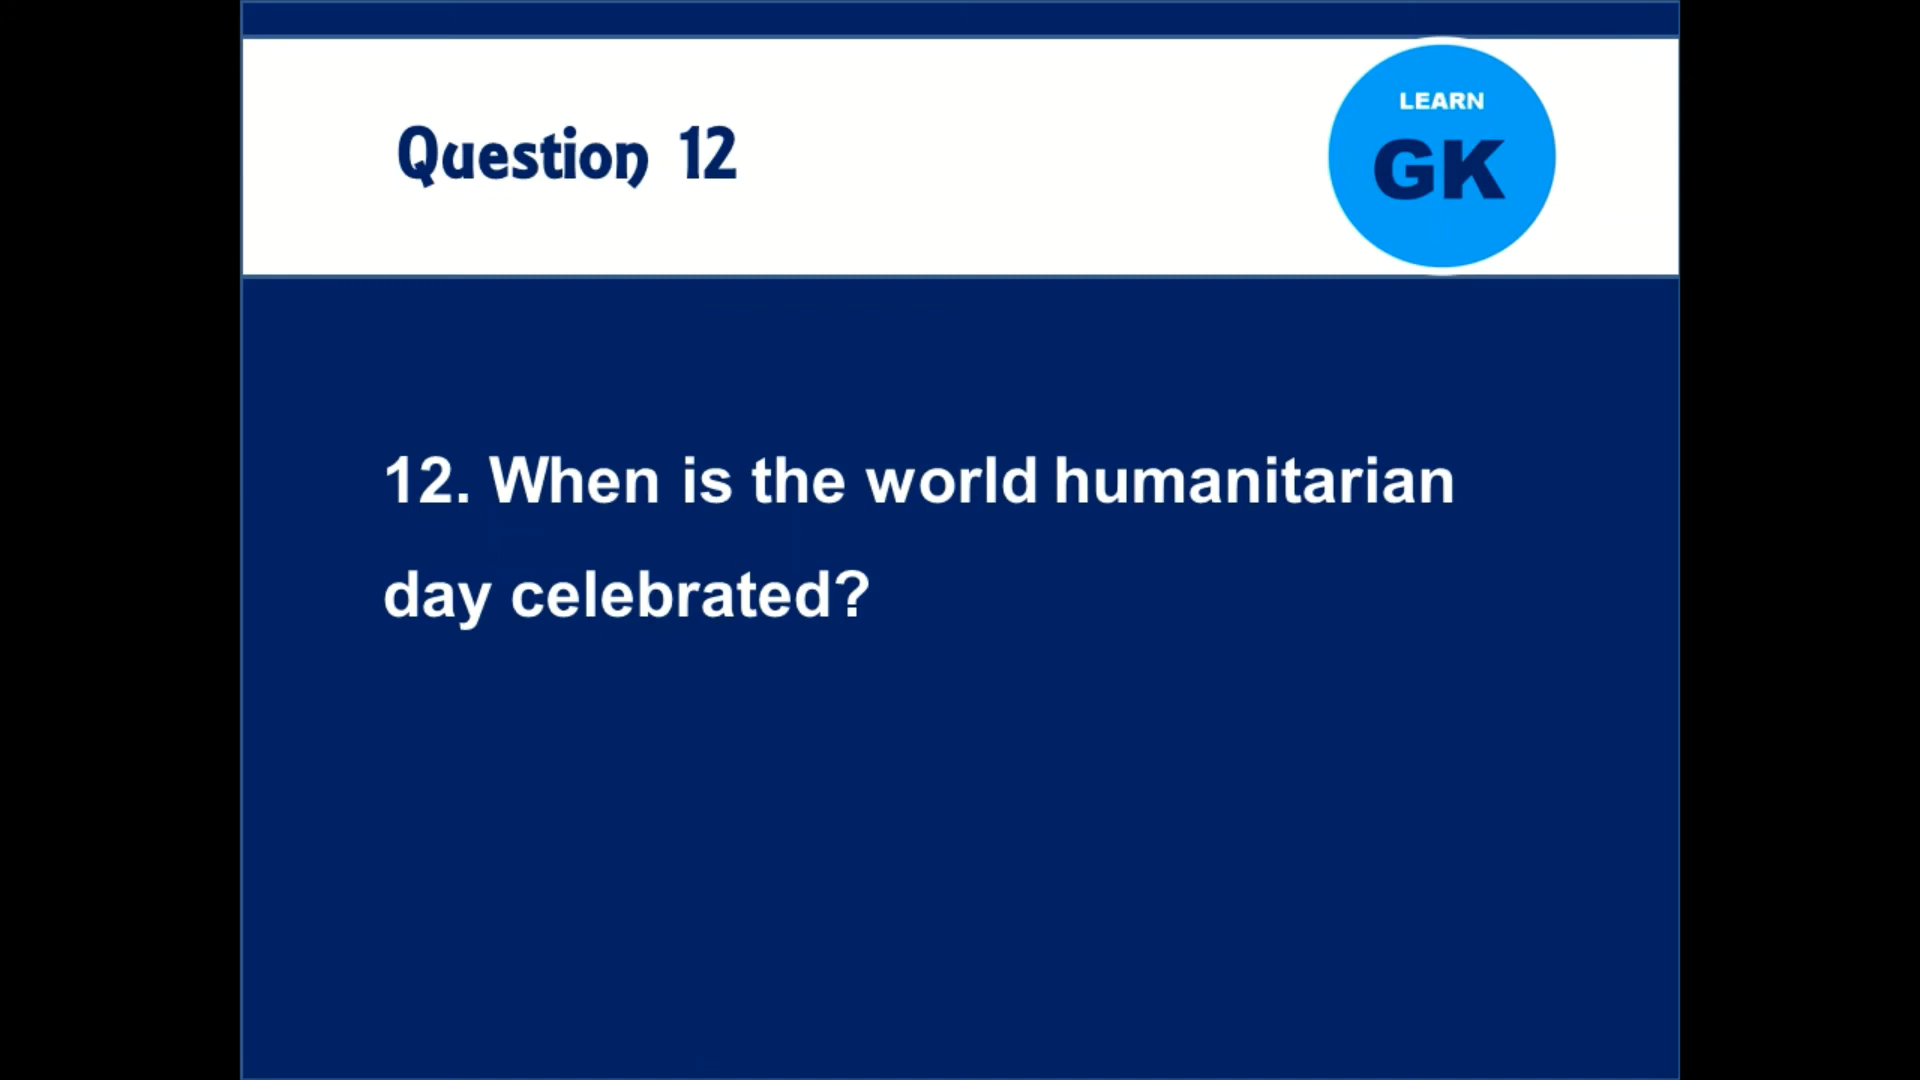 Question 12
LEARN
GK
12. When is the world humanitarian
day celebrated?